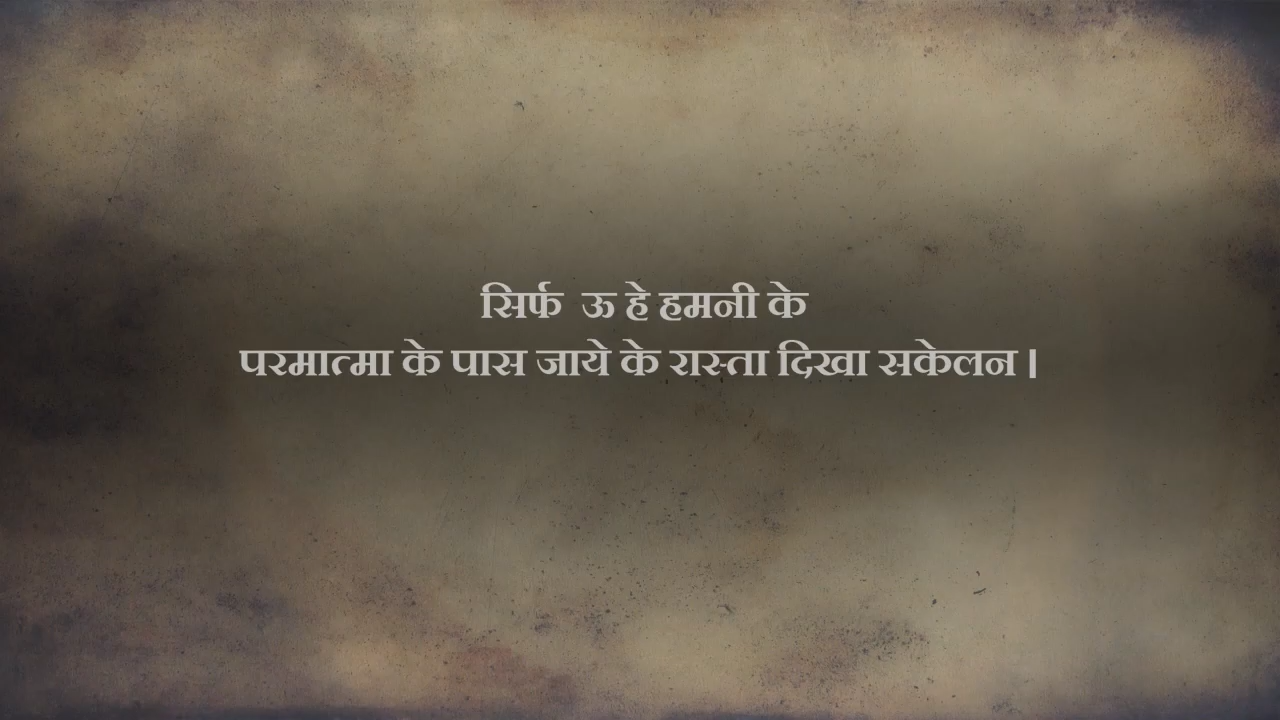 सिर्फ ऊ हे हमनी के
परमात्मा के पास जाये के रास्ता दिखा सकेलन ।